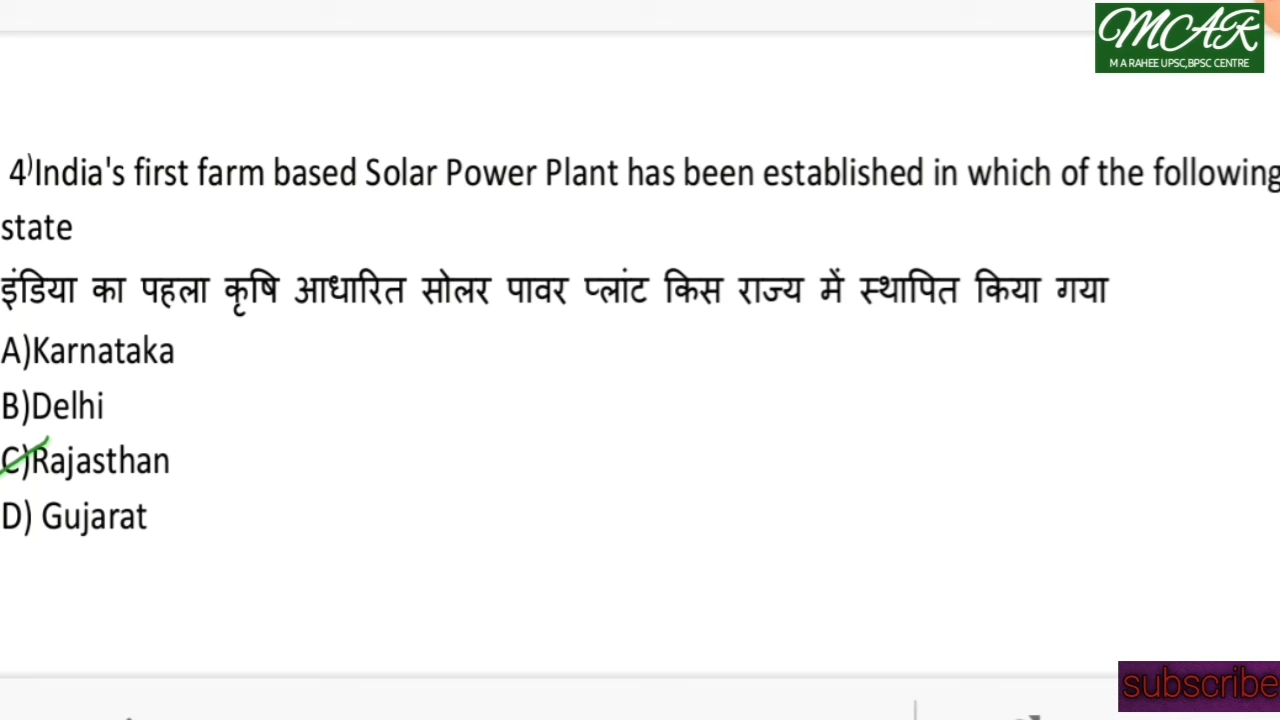 MCAR
M A RAHEE UPSC,BPSC CENTRE
4)India's first farm based Solar Power Plant has been established in which of the following
state
इंडिया का पहला कृषि आधारित सोलर पावर प्लांट किस राज्य में स्थापित किया गया
A)Karnataka
B)Delhi
C)Rajasthan
D) Gujarat
subscribe